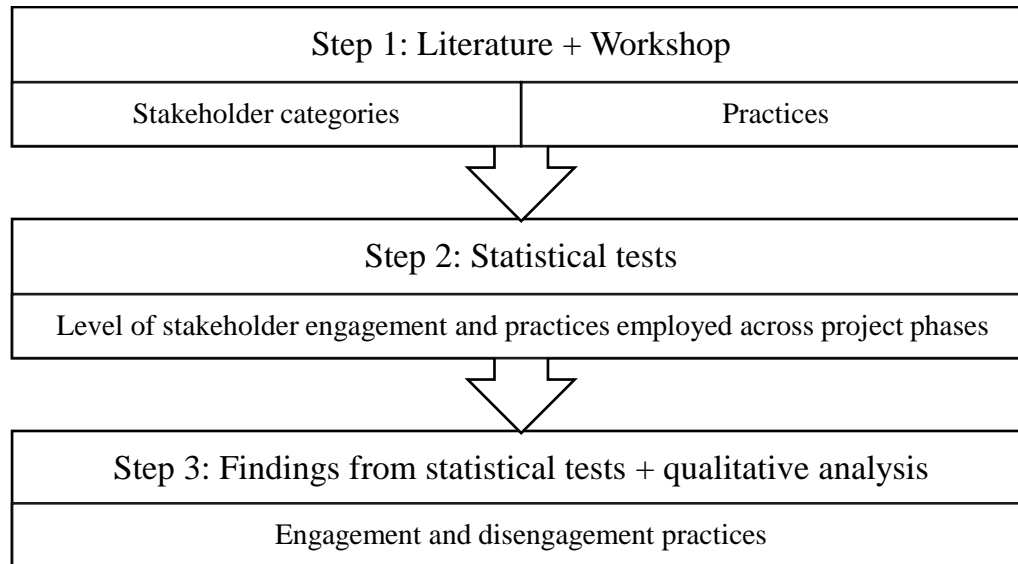 Step 1: Literature + Workshop
Stakeholder categories
Practices
Step 2: Statistical tests
Level of stakeholder engagement and practices employed across project phases
Step 3: Findings from statistical tests + qualitative analysis
Engagement and disengagement practices